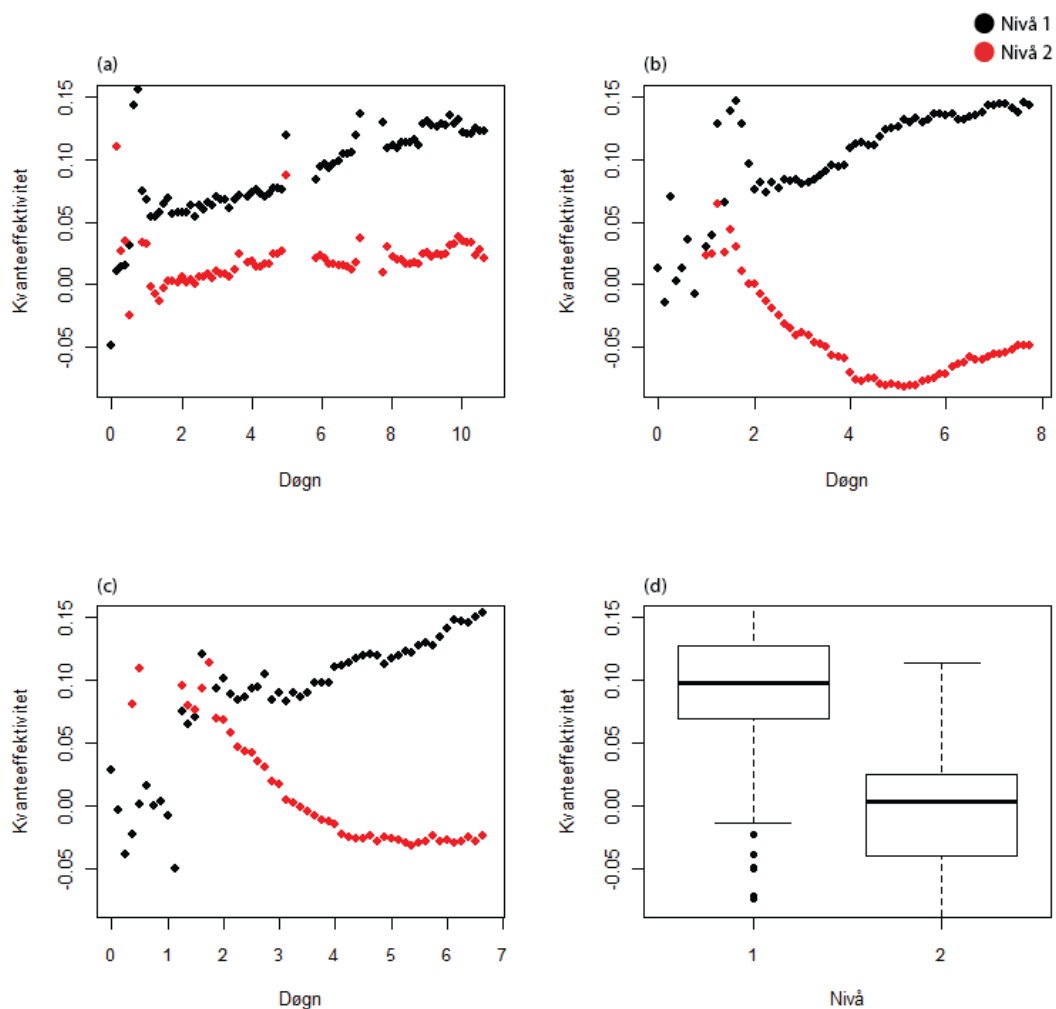 Nivå 1
Nivå 2
(a)
Kvanteeffektivitet
0.15
0.10
0.05
0.00
-0.05
0 2 4 6 8 10
Døgn
(b)
Kvanteeffektivitet
0.15
0.10
0.05
0.00
-0.05
0 2 4 6 8
Døgn
(c)
Kvanteeffektivitet
0.15
0.10
0.05
0.00
-0.05
0 1 2 3 4 5 6 7
Døgn
(d)
Kvanteeffektivitet
0.15
0.10
0.05
0.00
-0.05
1 2
Nivå